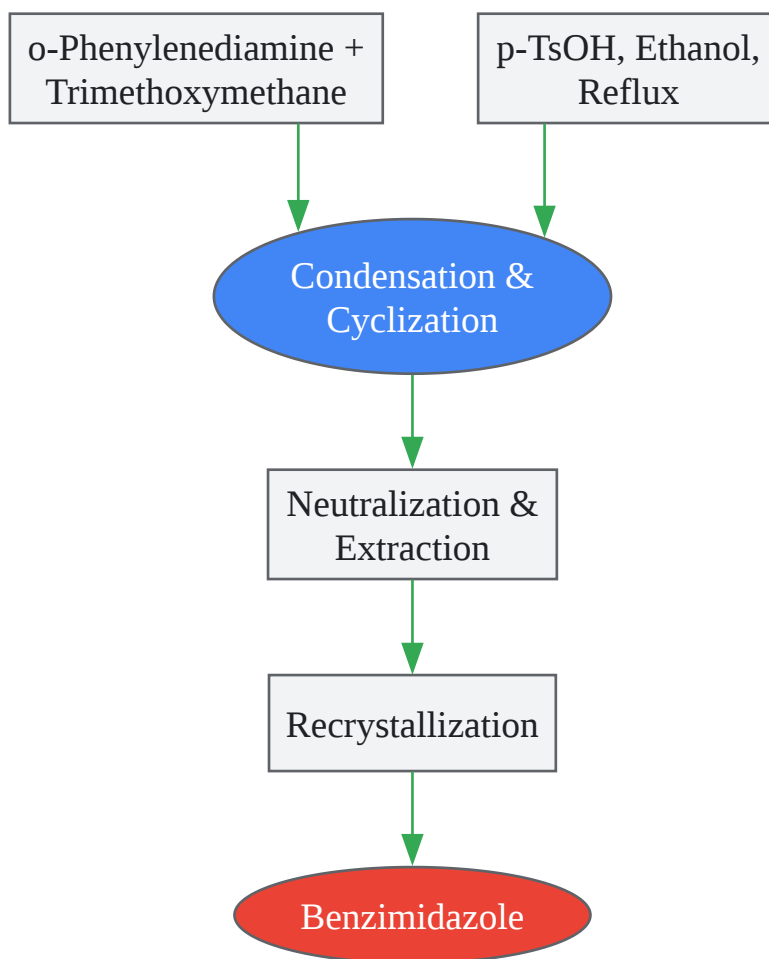 o-Phenylenediamine +
Trimethoxymethane
p-TsOH, Ethanol,
Reflux
Condensation &
Cyclization
Neutralization &
Extraction
Recrystallization
Benzimidazole